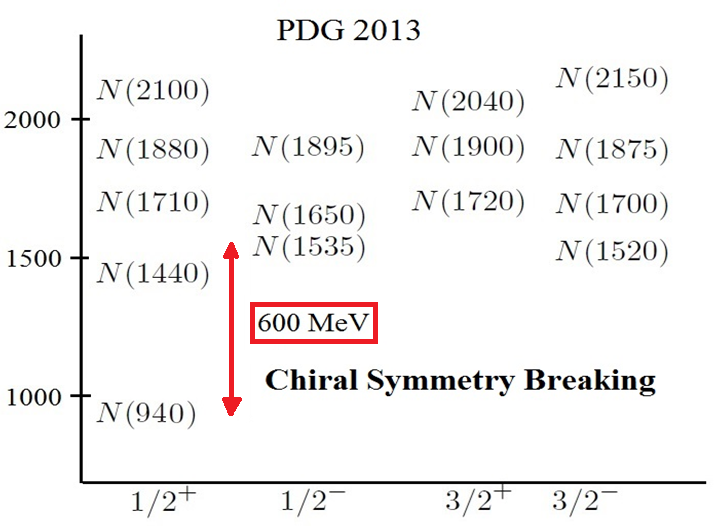 PDG 2013
N(2150)
N(2100)
N(2040)
2000
N(1880) N(1895) N(1900) N(1875)
N(1710) N(1650) N(1720) N(1700)
N(1535) N(1520)
1500
N(1440)
600 MeV
Chiral Symmetry Breaking
1000
N(940)
1/2⁺ 1/2⁻ 3/2⁺ 3/2⁻